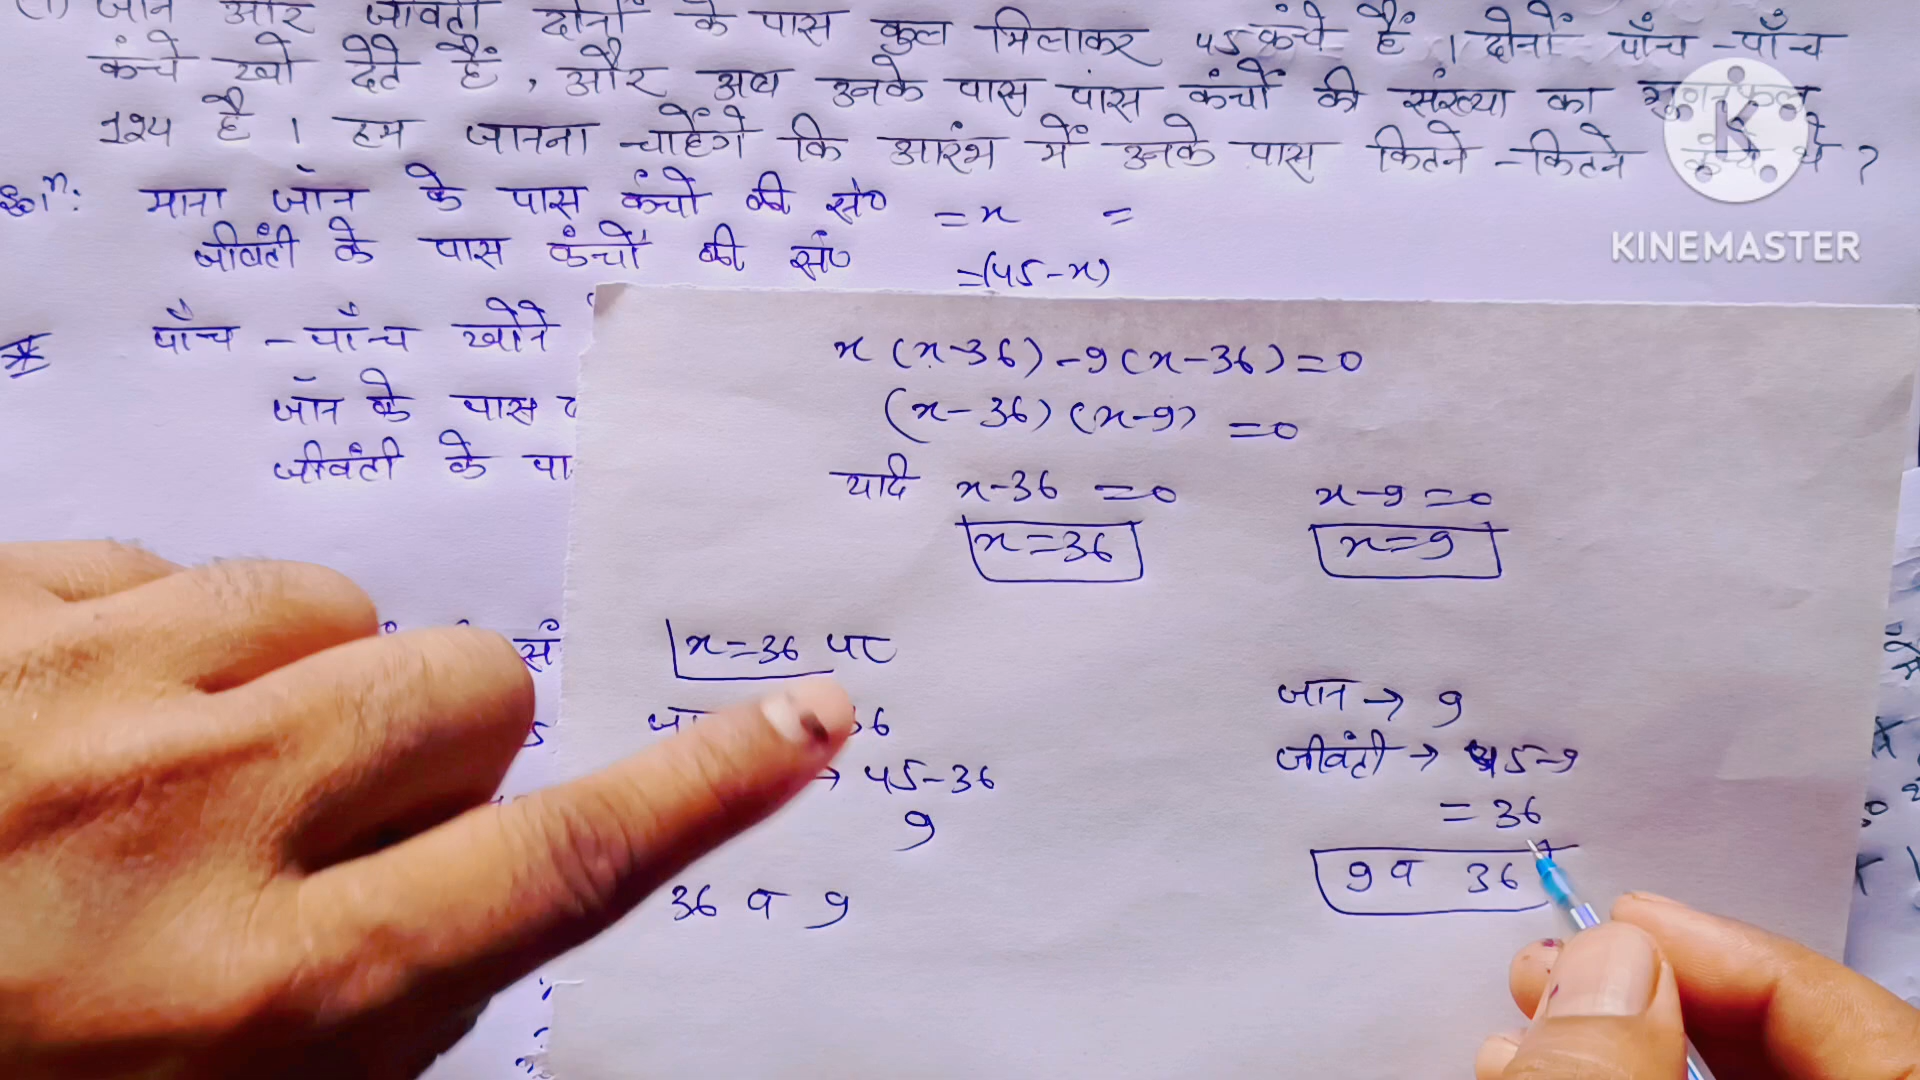 (1) जॉन और जीवंती दोनों के पास कुल मिलाकर 45 कंचे हैं । दोनों पाँच - पाँच
कंचे खो देते हैं , और अब उनके पास पास कंचों की संख्या का गुणनफल
124 है । हम जानना चाहेंगे कि आरंभ में उनके पास कितने - कितने कंचे थे ?
Solⁿ: माना जॉन के पास कंचों की सं० = x =
जीवंती के पास कंचों की सं० = (45 - x)
पाँच - पाँच खोने
जॉन के पास
जीवंती के पा
x (x-36) - 9 (x-36) = 0
(x-36) (x-9) = 0
यदि x-36 = 0 x-9 = 0
x = 36 x = 9
सं
x = 36 पर
36
→ 45-36
9
36 व 9
जान → 9
जीवंती → 45-9
= 36
9 व 36
K
KINEMASTER